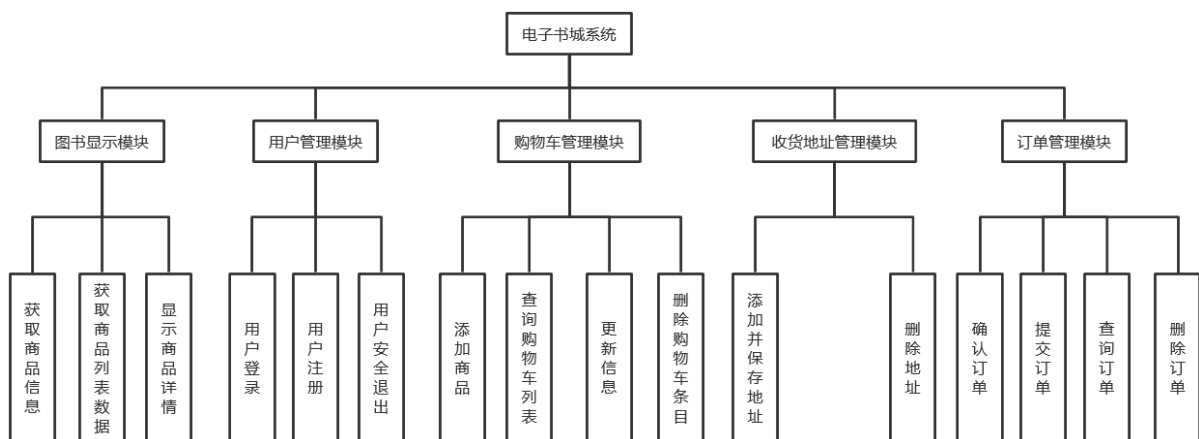 电子书城系统
图书显示模块
用户管理模块
购物车管理模块
收货地址管理模块
订单管理模块
获取商品信息
获取商品列表数据
显示商品详情
用户登录
用户注册
用户安全退出
添加商品
查询购物车列表
更新信息
删除购物车条目
添加并保存地址
删除地址
确认订单
提交订单
查询订单
删除订单